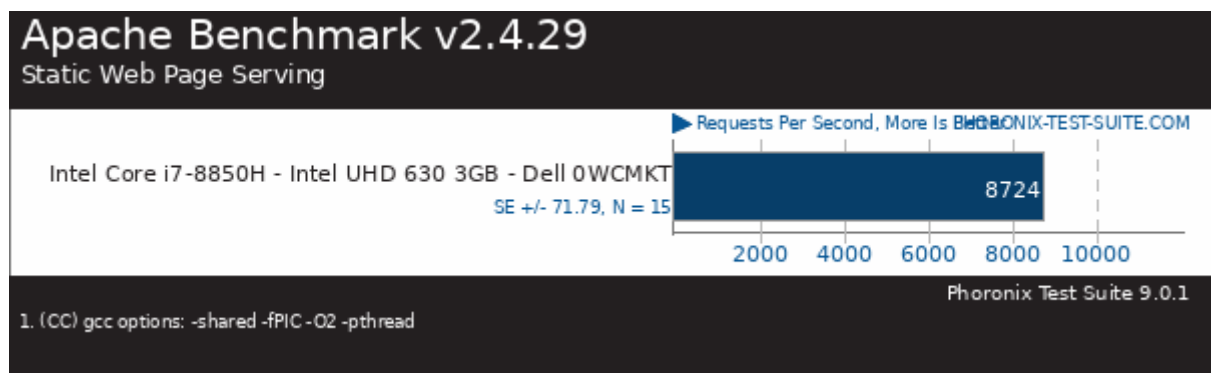 Apache Benchmark v2.4.29
Static Web Page Serving
Requests Per Second, More Is Better
PHORONIX-TEST-SUITE.COM
Intel Core i7-8850H - Intel UHD 630 3GB - Dell 0WCMKT
8724
SE +/- 71.79, N = 15
2000 4000 6000 8000 10000
Phoronix Test Suite 9.0.1
1. (CC) gcc options: -shared -fPIC -O2 -pthread